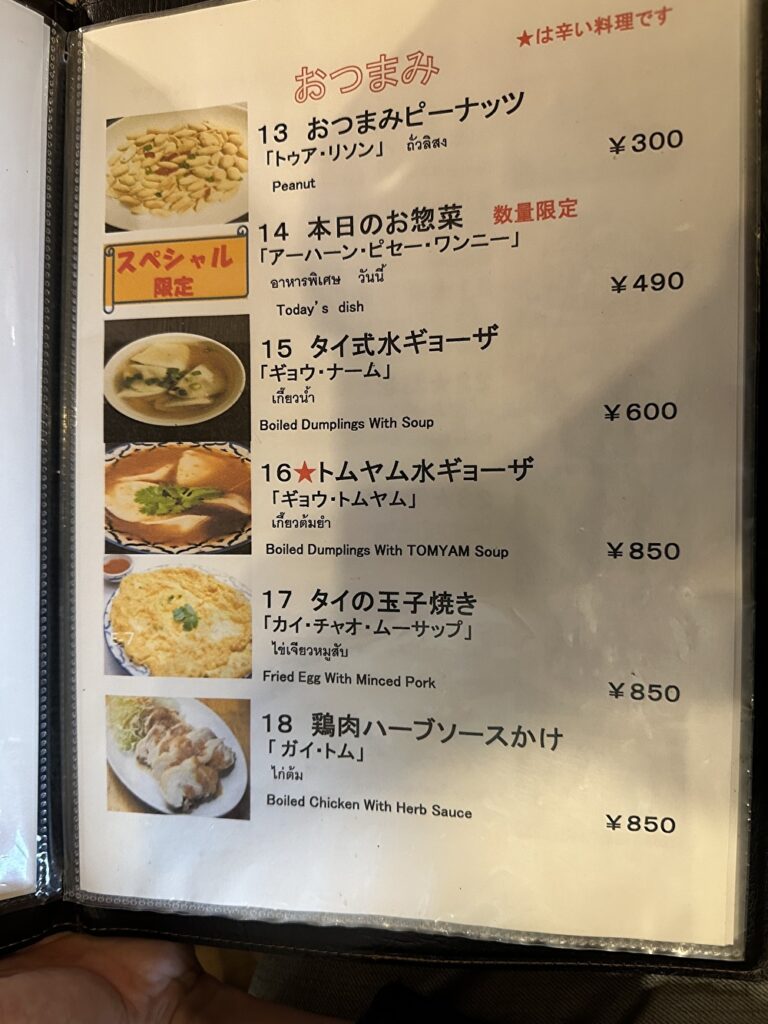 おつまみ
★は辛い料理です
13 おつまみピーナッツ
「トゥア・リソン」 ถั่วลิสง
Peanut
¥300
スペシャル
限定
14 本日のお惣菜 数量限定
「アーハーン・ピセー・ワンニー」
อาหารพิเศษ วันนี้
Today's dish
¥490
15 タイ式水ギョーザ
「ギョウ・ナーム」
เกี๊ยวน้ำ
Boiled Dumplings With Soup
¥600
16★トムヤム水ギョーザ
「ギョウ・トムヤム」
เกี๊ยวต้มยำ
Boiled Dumplings With TOMYAM Soup
¥850
17 タイの玉子焼き
「カイ・チャオ・ムーサップ」
ไข่เจียวหมูสับ
Fried Egg With Minced Pork
¥850
18 鶏肉ハーブソースかけ
「ガイ・トム」
ไก่ต้ม
Boiled Chicken With Herb Sauce
¥850